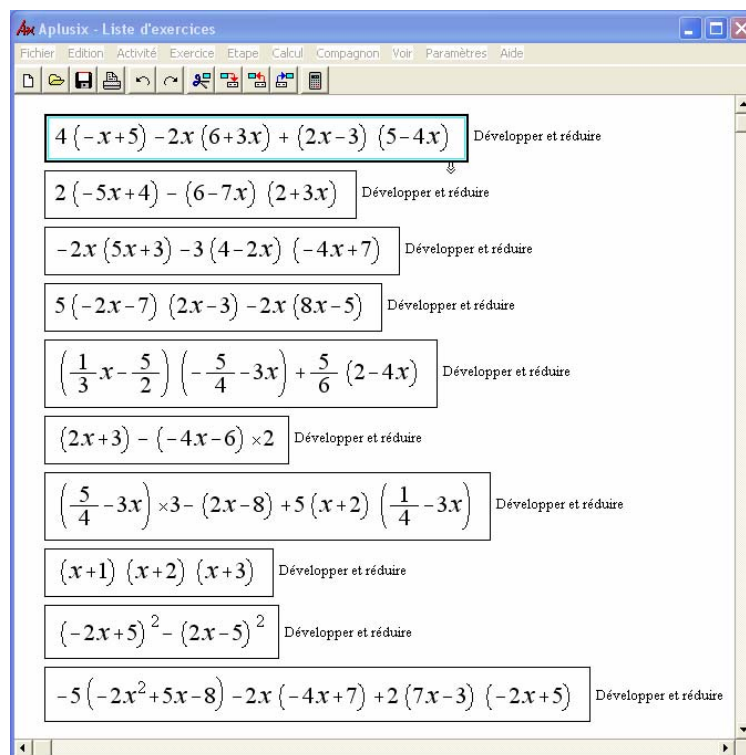 Aplusix - Liste d'exercices
Fichier Edition Activité Exercice Etape Calcul Compagnon Voir Paramètres Aide
4(-x+5) -2x(6+3x) + (2x-3) (5-4x) Développer et réduire
2(-5x+4) - (6-7x) (2+3x) Développer et réduire
-2x(5x+3) -3(4-2x) (-4x+7) Développer et réduire
5(-2x-7) (2x-3) -2x(8x-5) Développer et réduire
(1/3 x - 5/2) (-5/4 -3x) + 5/6 (2-4x) Développer et réduire
(2x+3) - (-4x-6) ×2 Développer et réduire
(5/4 -3x) ×3- (2x-8) +5(x+2) (1/4 -3x) Développer et réduire
(x+1) (x+2) (x+3) Développer et réduire
(-2x+5)² - (2x-5)² Développer et réduire
-5(-2x²+5x-8) -2x(-4x+7) +2(7x-3) (-2x+5) Développer et réduire